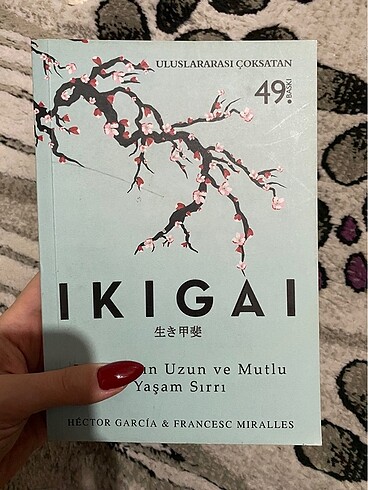 ULUSLARARASI ÇOKSATAN
49.
BASKI
IKIGAI
生き甲斐
Uzun ve Mutlu
Yaşam Sırrı
HÉCTOR GARCÍA & FRANCESC MIRALLES